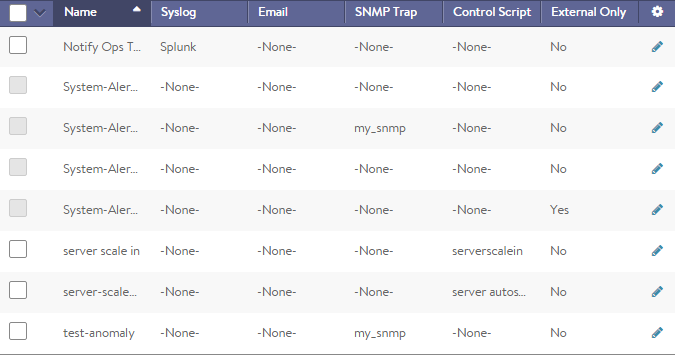 Name Syslog Email SNMP Trap Control Script External Only
Notify Ops T... Splunk -None- -None- -None- No
System-Aler... -None- -None- -None- -None- No
System-Aler... -None- -None- my_snmp -None- No
System-Aler... -None- -None- -None- -None- No
System-Aler... -None- -None- -None- -None- Yes
server scale in -None- -None- -None- serverscalein No
server-scale... -None- -None- -None- server autos... No
test-anomaly -None- -None- my_snmp -None- No